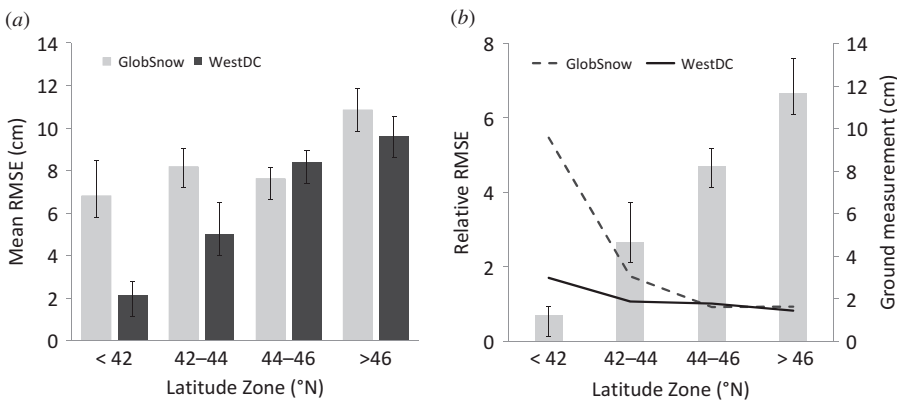 (a)
14
12
10
8
6
4
2
0
Mean RMSE (cm)
GlobSnow WestDC
< 42 42–44 44–46 >46
Latitude Zone (°N)
(b)
8
6
4
2
0
Relative RMSE
GlobSnow WestDC
14
12
10
8
6
4
2
0
Ground measurement (cm)
< 42 42–44 44–46 > 46
Latitude Zone (°N)